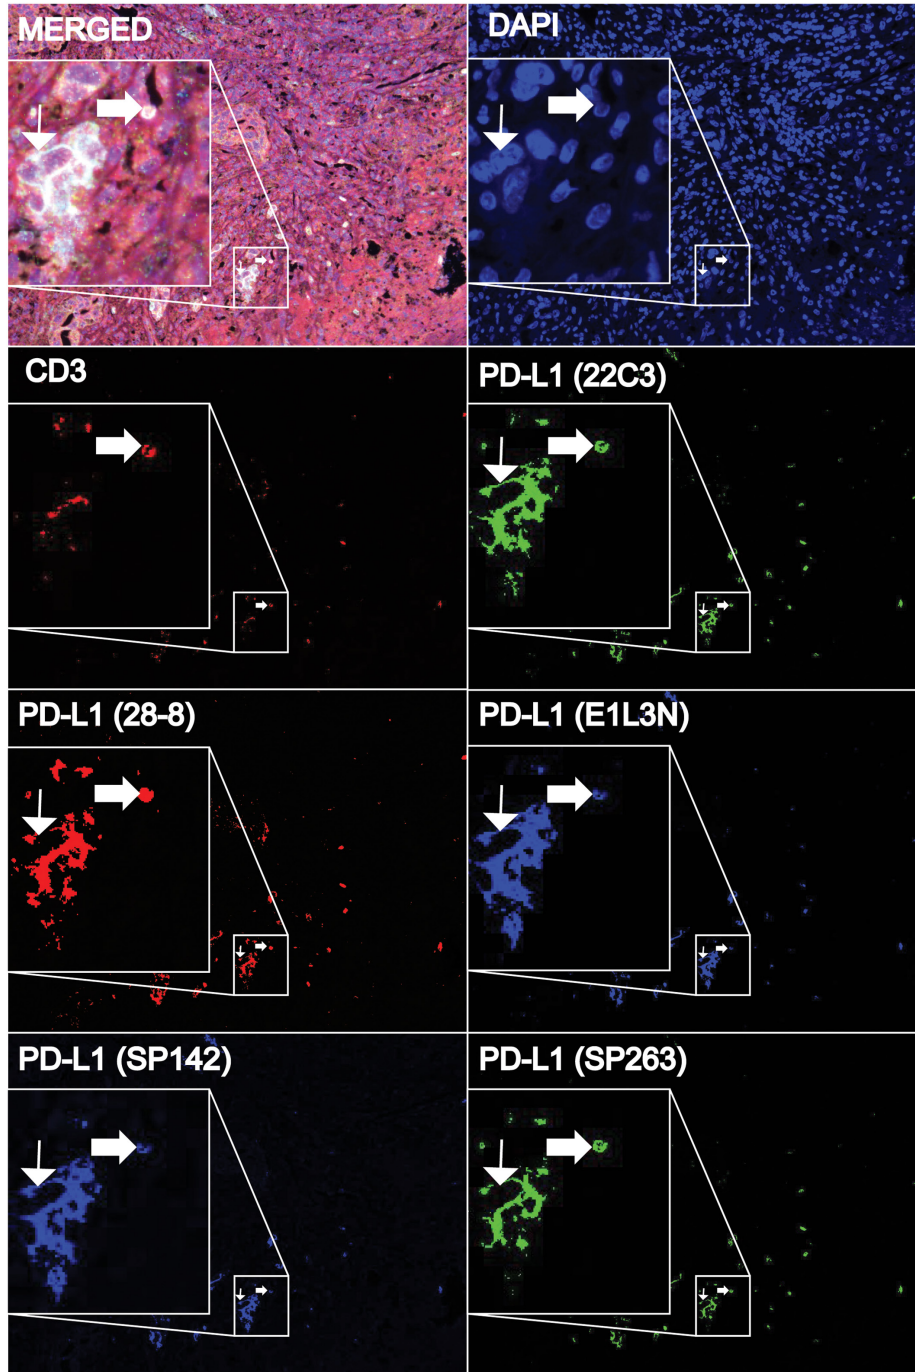 MERGED
DAPI
CD3
PD-L1 (22C3)
PD-L1 (28-8)
PD-L1 (E1L3N)
PD-L1 (SP142)
PD-L1 (SP263)